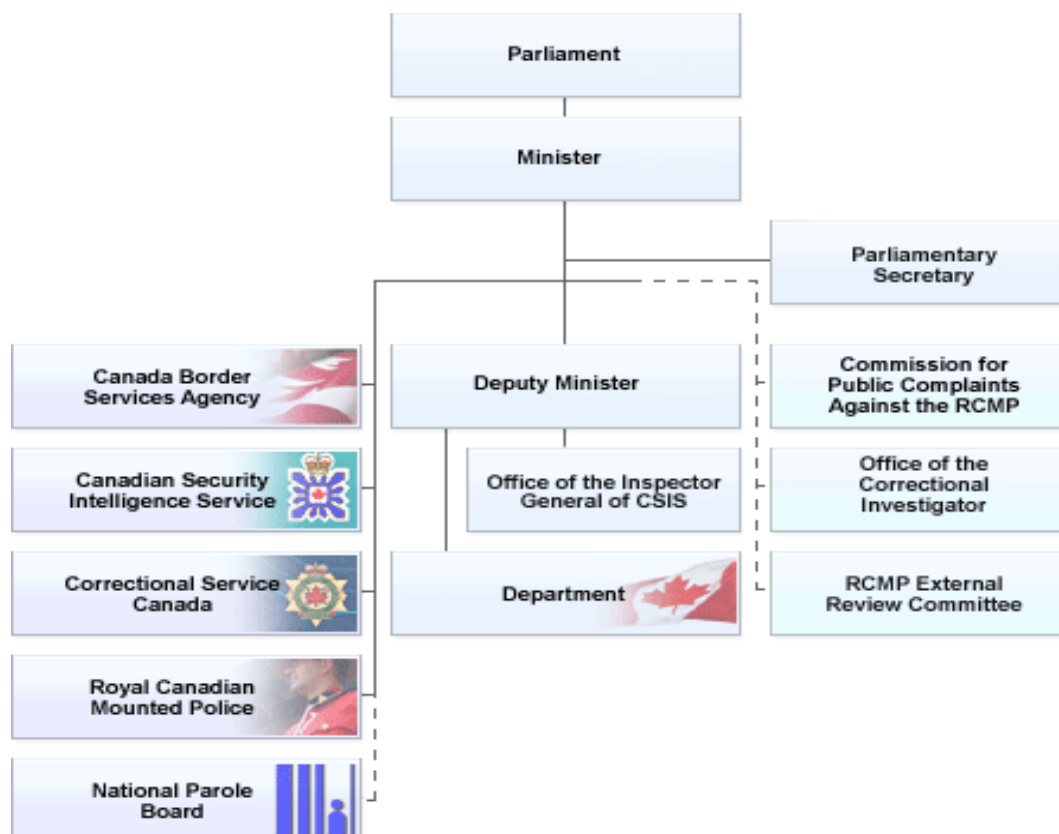 Parliament
Minister
Parliamentary
Secretary
Canada Border
Services Agency
Deputy Minister
Commission for
Public Complaints
Against the RCMP
Canadian Security
Intelligence Service
Office of the Inspector
General of CSIS
Office of the
Correctional
Investigator
Correctional Service
Canada
Department
RCMP External
Review Committee
Royal Canadian
Mounted Police
National Parole
Board